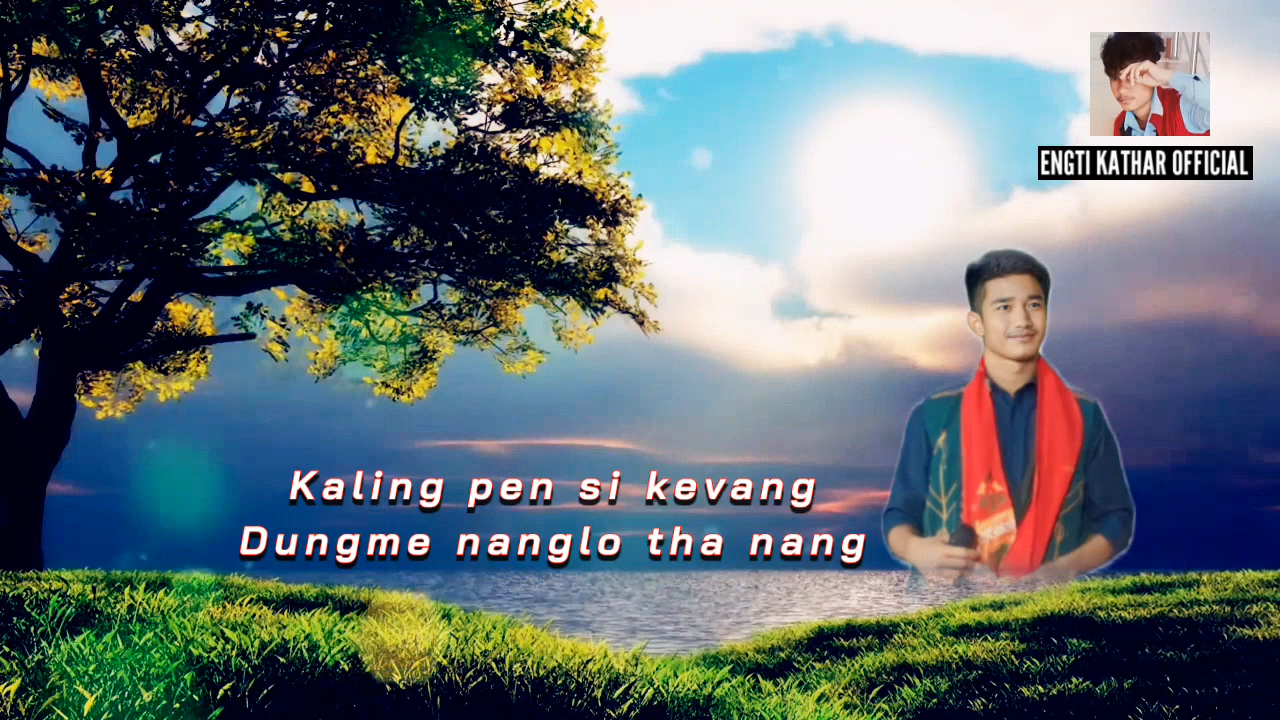 ENGTI KATHAR OFFICIAL
Kaling pen si kevang
Dungme nanglo tha nang